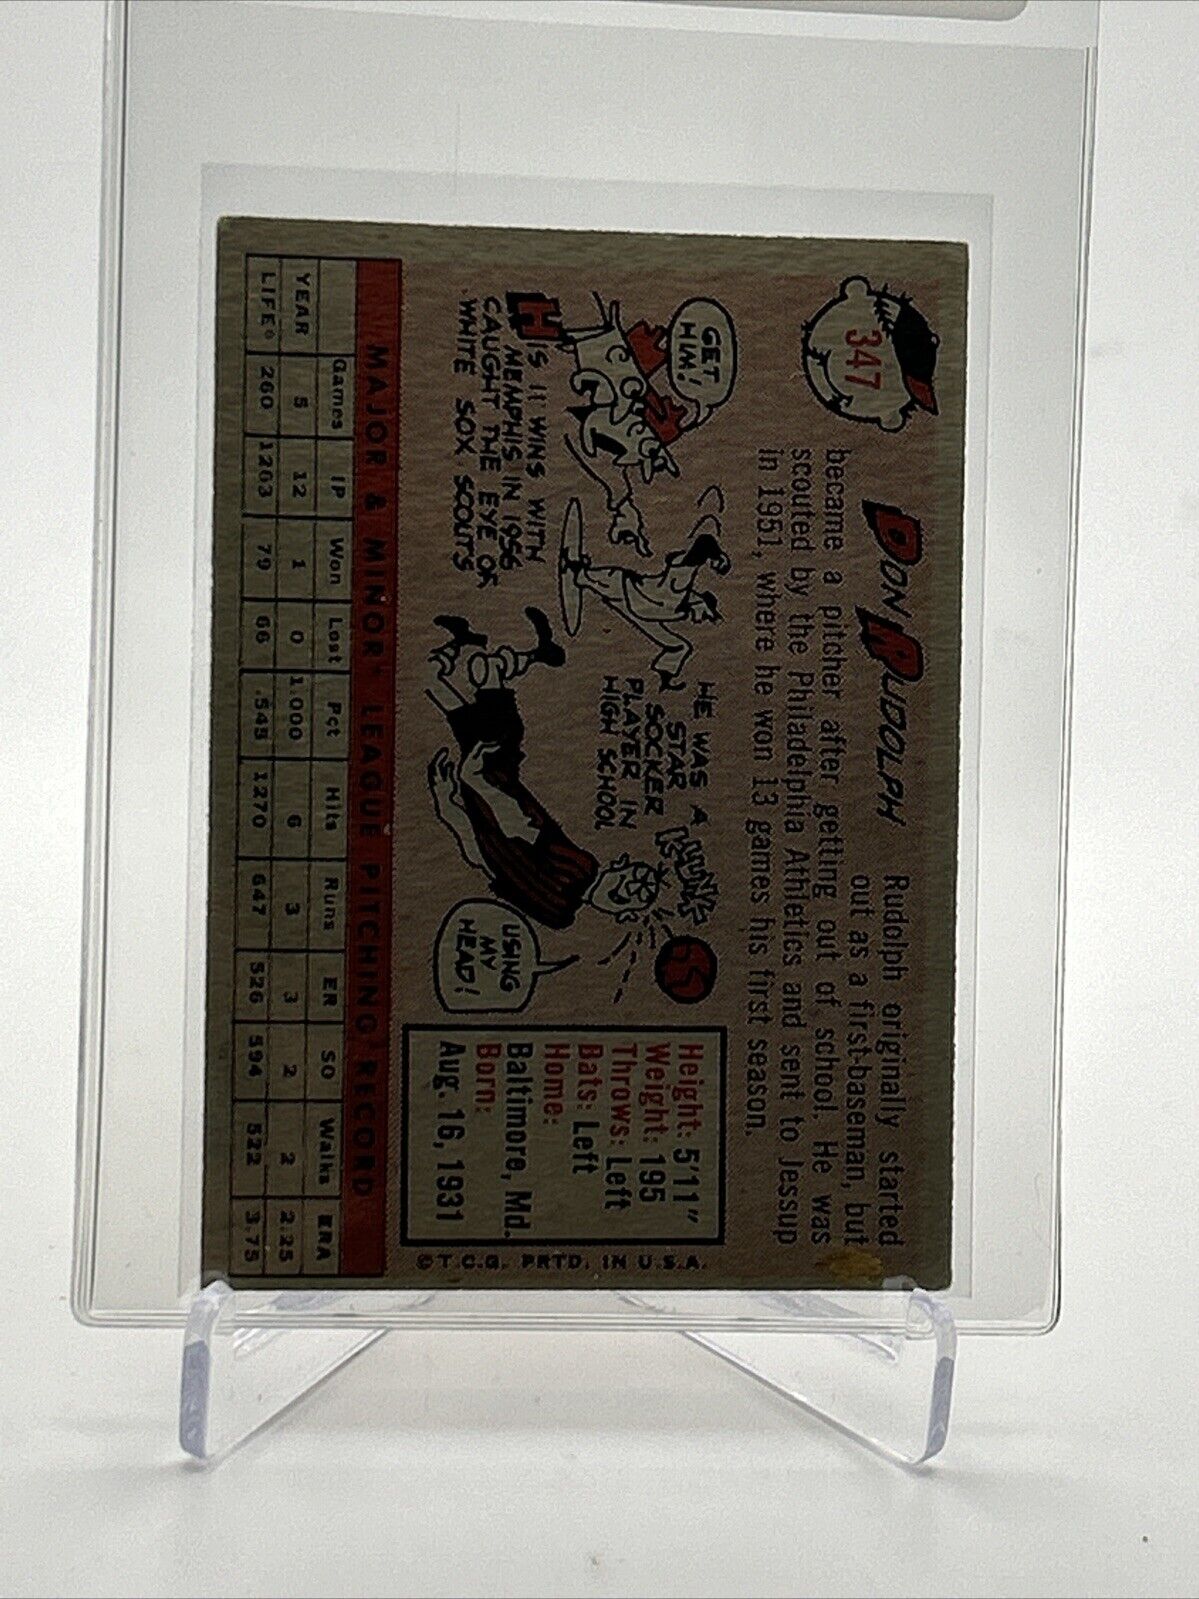 347
DON RUDOLPH
Rudolph originally started
out as a first-baseman, but
became a pitcher after getting out of school. He was
scouted by the Philadelphia Athletics and sent to Jessup
in 1951, where he won 13 games his first season.
GET
HIM!
HIS 11 WINS WITH
MEMPHIS IN 1956
CAUGHT THE EYE OF
WHITE SOX SCOUTS
HE WAS A
STAR
SOCKER
PLAYER IN
HIGH SCHOOL
USING
MY
HEAD!
Height: 5'11"
Weight: 195
Throws: Left
Bats: Left
Home:
Baltimore, Md.
Born:
Aug. 16, 1931
© T.C.G. PRTD. IN U.S.A.
MAJOR & MINOR LEAGUE PITCHING RECORD
Games IP Won Lost Pct Hits Runs ER SO Walks ERA
YEAR 5 12 1 0 1.000 6 3 3 2 2 2.25
LIFE 260 1263 79 66 .545 1270 647 526 594 522 3.75